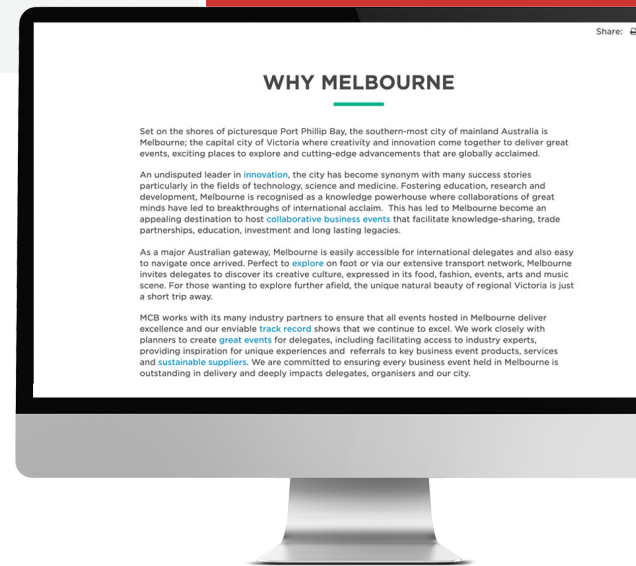 Share:
WHY MELBOURNE
Set on the shores of picturesque Port Phillip Bay, the southern-most city of mainland Australia is
Melbourne; the capital city of Victoria where creativity and innovation come together to deliver great
events, exciting places to explore and cutting-edge advancements that are globally acclaimed.
An undisputed leader in innovation, the city has become synonym with many success stories
particularly in the fields of technology, science and medicine. Fostering education, research and
development, Melbourne is recognised as a knowledge powerhouse where collaborations of great
minds have led to breakthroughs of international acclaim. This has led to Melbourne become an
appealing destination to host collaborative business events that facilitate knowledge-sharing, trade
partnerships, education, investment and long lasting legacies.
As a major Australian gateway, Melbourne is easily accessible for international delegates and also easy
to navigate once arrived. Perfect to explore on foot or via our extensive transport network, Melbourne
invites delegates to discover its creative culture, expressed in its food, fashion, events, arts and music
scene. For those wanting to explore further afield, the unique natural beauty of regional Victoria is just
a short trip away.
MCB works with its many industry partners to ensure that all events hosted in Melbourne deliver
excellence and our enviable track record shows that we continue to excel. We work closely with
planners to create great events for delegates, including facilitating access to industry experts,
providing inspiration for unique experiences and referrals to key business event products, services
and sustainable suppliers. We are committed to ensuring every business event held in Melbourne is
outstanding in delivery and deeply impacts delegates, organisers and our city.